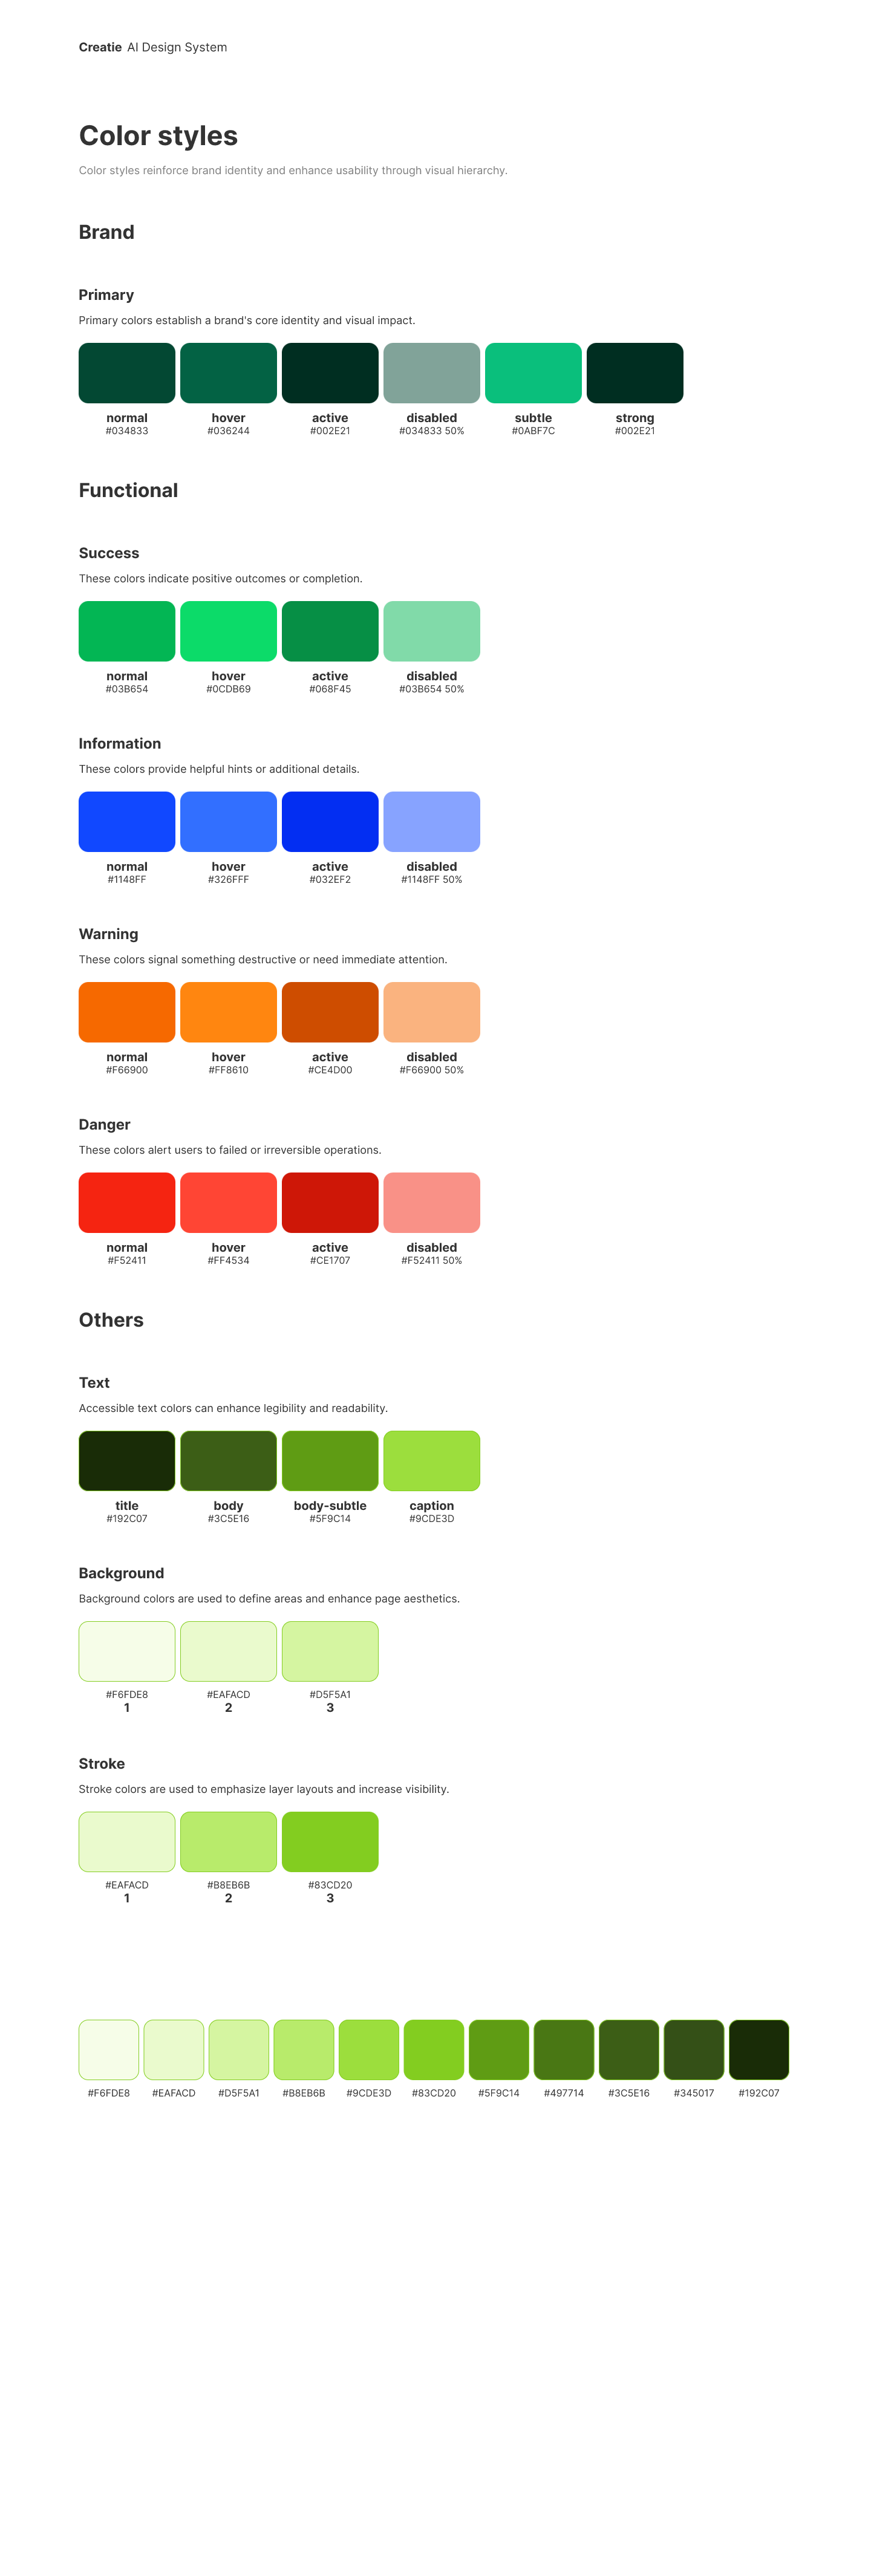 Creatie AI Design System
Color styles
Color styles reinforce brand identity and enhance usability through visual hierarchy.
Brand
Primary
Primary colors establish a brand's core identity and visual impact.
normal hover active disabled subtle strong
#034833 #036244 #002E21 #034833 50% #0ABF7C #002E21
Functional
Success
These colors indicate positive outcomes or completion.
normal hover active disabled
#03B654 #0CDB69 #068F45 #03B654 50%
Information
These colors provide helpful hints or additional details.
normal hover active disabled
#1148FF #326FFF #032EF2 #1148FF 50%
Warning
These colors signal something destructive or need immediate attention.
normal hover active disabled
#F66900 #FF8610 #CE4D00 #F66900 50%
Danger
These colors alert users to failed or irreversible operations.
normal hover active disabled
#F52411 #FF4534 #CE1707 #F52411 50%
Others
Text
Accessible text colors can enhance legibility and readability.
title body body-subtle caption
#192C07 #3C5E16 #5F9C14 #9CDE3D
Background
Background colors are used to define areas and enhance page aesthetics.
#F6FDE8 #EAFACD #D5F5A1
1 2 3
Stroke
Stroke colors are used to emphasize layer layouts and increase visibility.
#EAFACD #B8EB6B #83CD20
1 2 3
#F6FDE8 #EAFACD #D5F5A1 #B8EB6B #9CDE3D #83CD20 #5F9C14 #497714 #3C5E16 #345017 #192C07